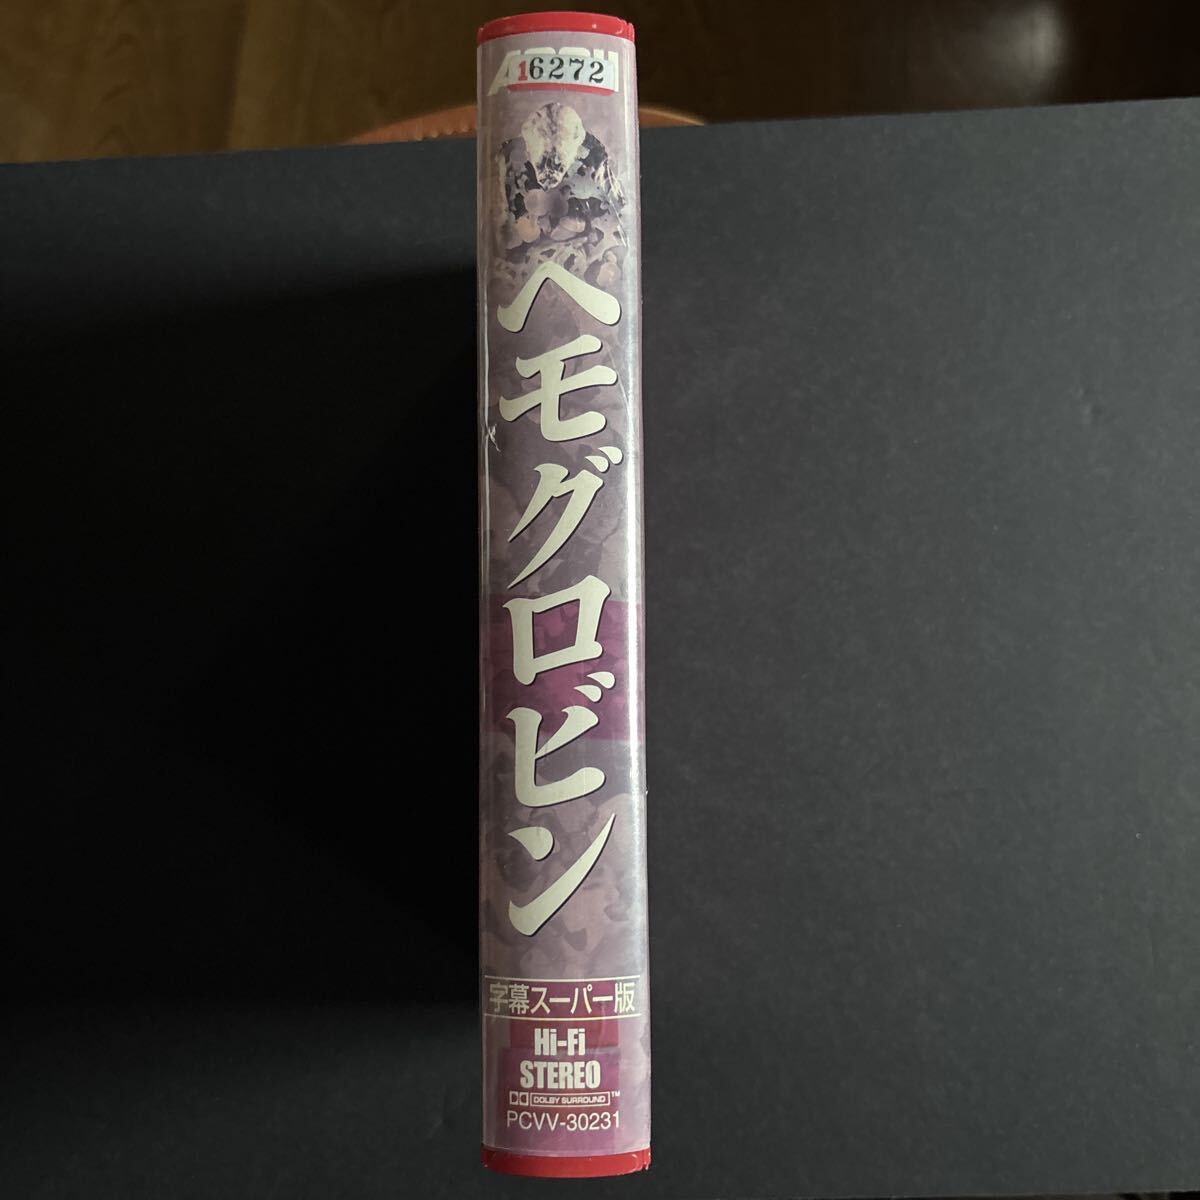 16272
ヘモグロビン
字幕スーパー版
Hi-Fi
STEREO
DOLBY SURROUND™
PCVV-30231